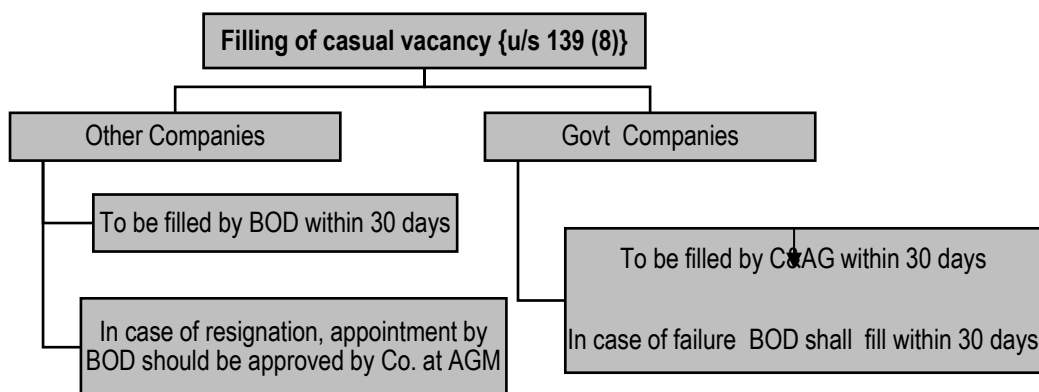 Filling of casual vacancy {u/s 139 (8)}
Other Companies
Govt Companies
To be filled by BOD within 30 days
In case of resignation, appointment by
BOD should be approved by Co. at AGM
To be filled by C&AG within 30 days
In case of failure BOD shall fill within 30 days